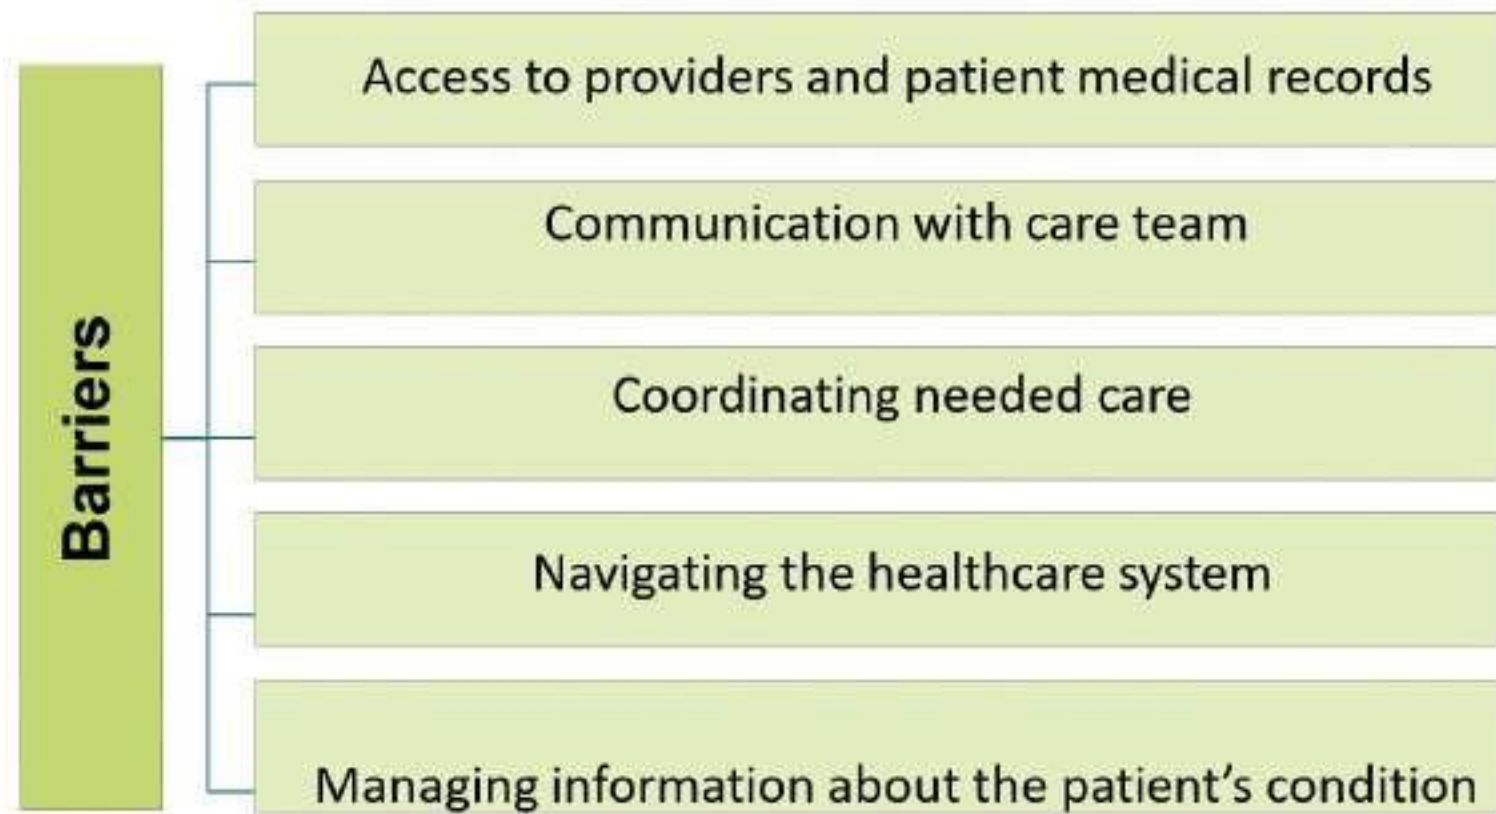 Barriers
Access to providers and patient medical records
Communication with care team
Coordinating needed care
Navigating the healthcare system
Managing information about the patient’s condition